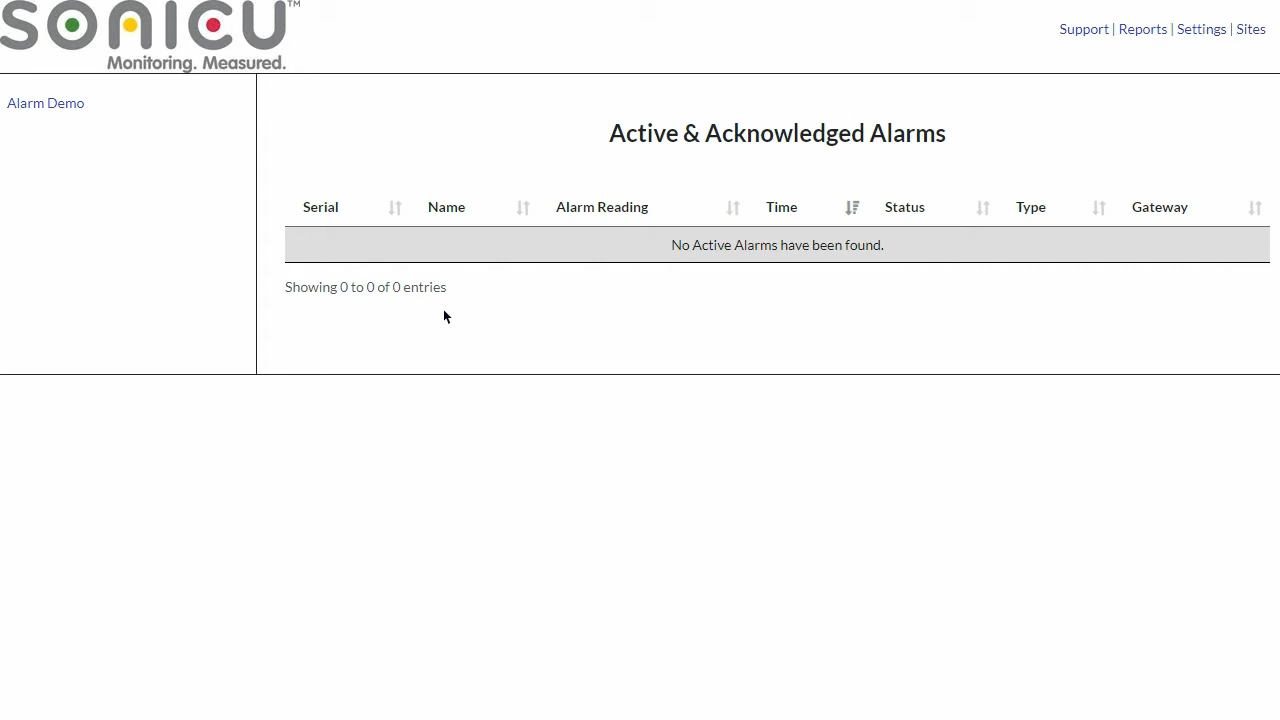 SONICU™
Monitoring. Measured.
Support | Reports | Settings | Sites
Alarm Demo
Active & Acknowledged Alarms
Serial Name Alarm Reading Time Status Type Gateway
No Active Alarms have been found.
Showing 0 to 0 of 0 entries